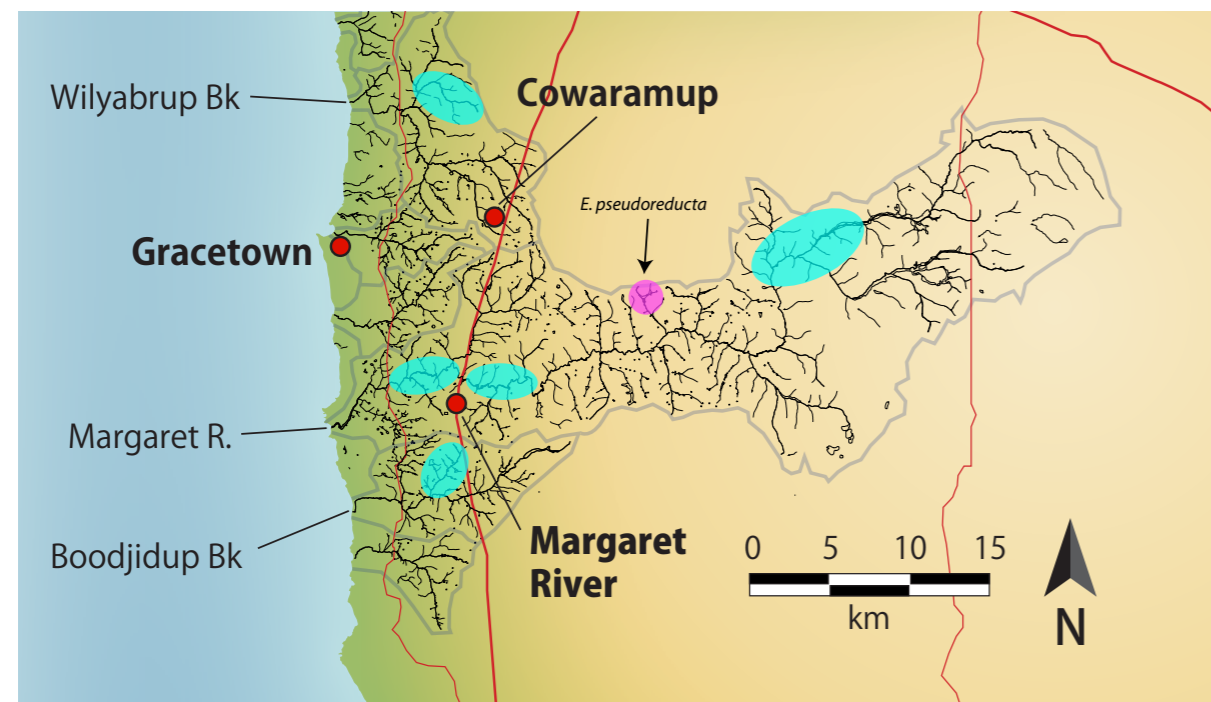 Wilyabrup Bk
Cowaramup
E. pseudoreducta
Gracetown
Margaret R.
Boodjidup Bk
Margaret
River
0 5 10 15
km
N